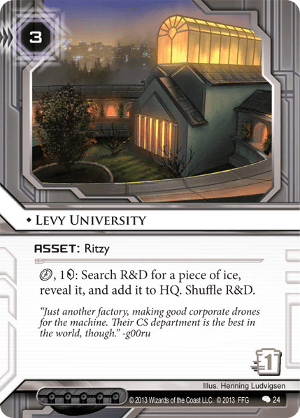 3
◆ LEVY UNIVERSITY
ASSET: Ritzy
, 1: Search R&D for a piece of ice,
reveal it, and add it to HQ. Shuffle R&D.
"Just another factory, making good corporate drones
for the machine. Their CS department is the best in
the world, though." -g00ru
1
Illus. Henning Ludvigsen
© 2013 Wizards of the Coast LLC. © 2013 FFG 24